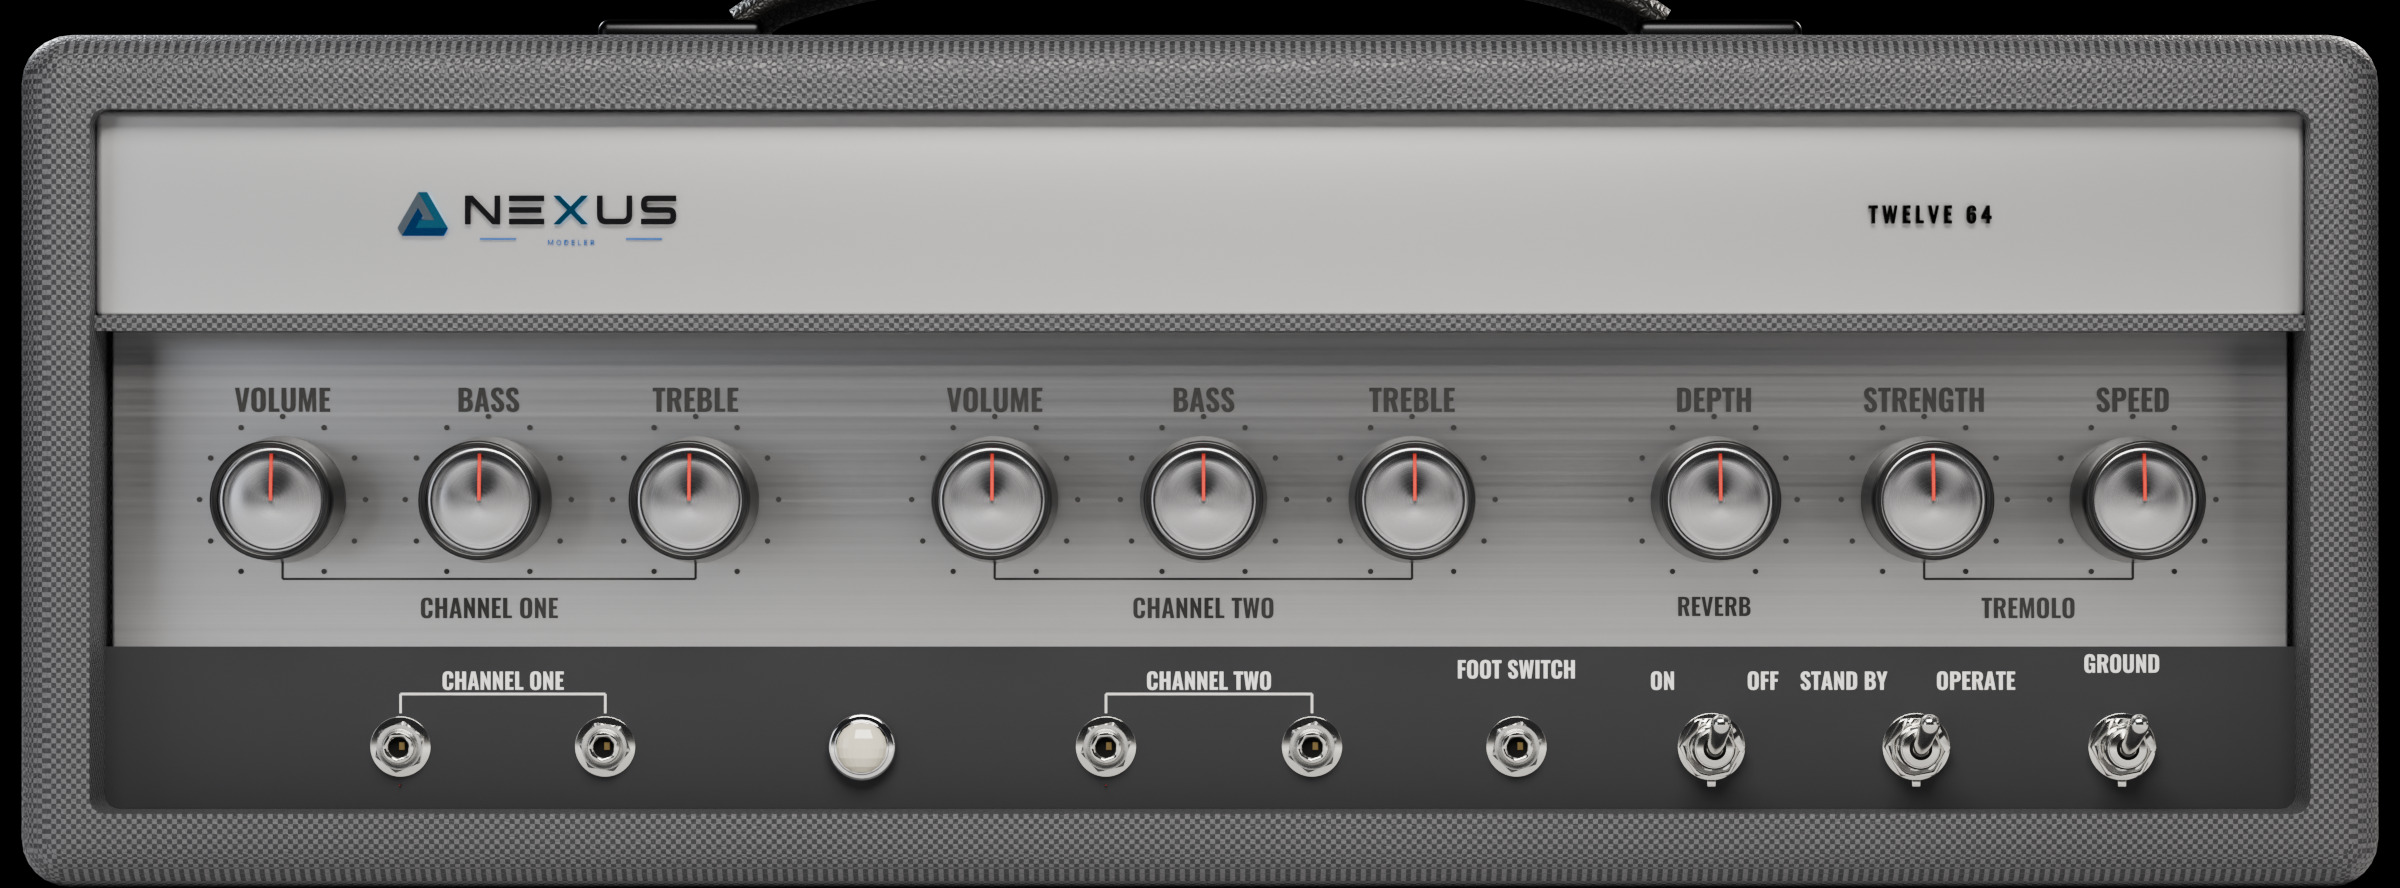 NEXUS
MODELER
TWELVE 64
VOLUME BASS TREBLE VOLUME BASS TREBLE DEPTH STRENGTH SPEED
CHANNEL ONE CHANNEL TWO REVERB TREMOLO
CHANNEL ONE CHANNEL TWO FOOT SWITCH ON OFF STAND BY OPERATE GROUND